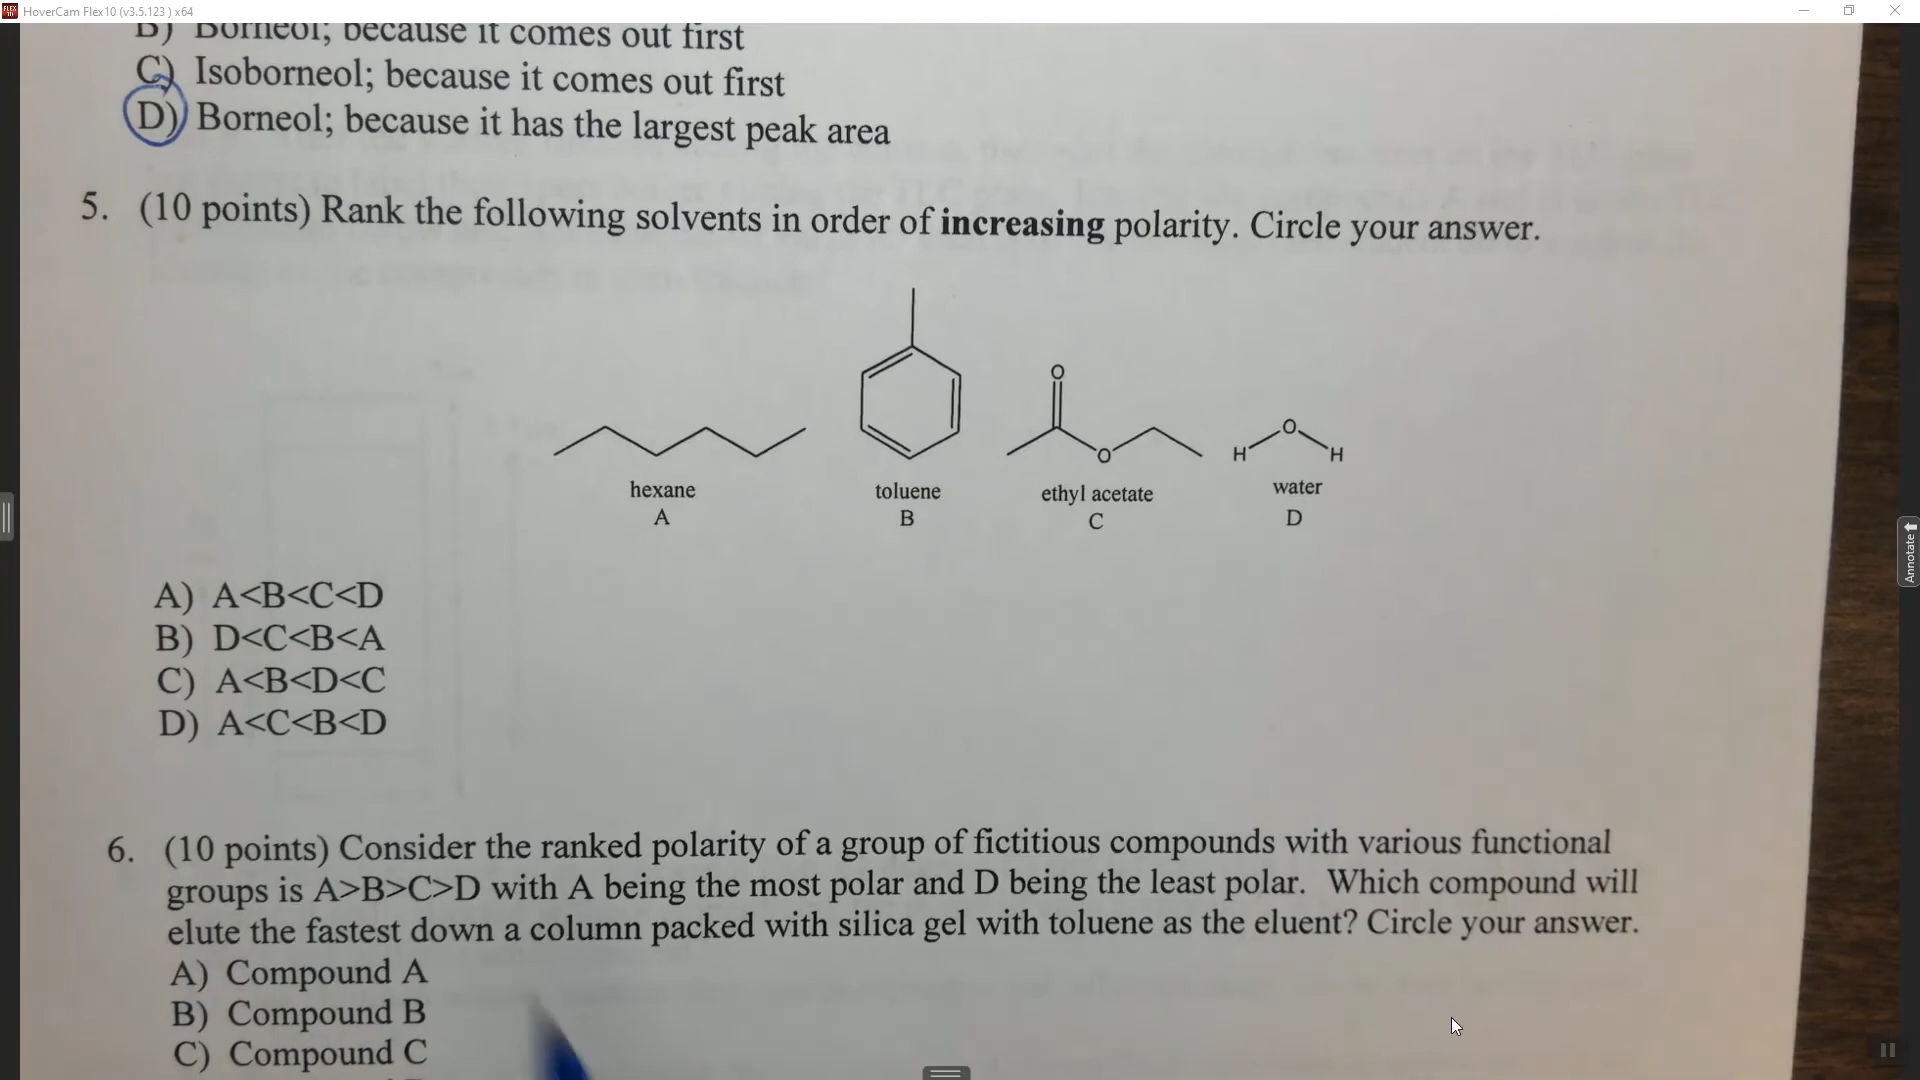 HoverCam Flex10 (v3.5.123 ) x64
B) Borneol; because it comes out first
C) Isoborneol; because it comes out first
D) Borneol; because it has the largest peak area
5. (10 points) Rank the following solvents in order of increasing polarity. Circle your answer.
O
O
O
H
H
hexane
toluene
ethyl acetate
water
A
B
C
D
A) A<B<C<D
B) D<C<B<A
C) A<B<D<C
D) A<C<B<D
6. (10 points) Consider the ranked polarity of a group of fictitious compounds with various functional
groups is A>B>C>D with A being the most polar and D being the least polar. Which compound will
elute the fastest down a column packed with silica gel with toluene as the eluent? Circle your answer.
A) Compound A
B) Compound B
C) Compound C
Annotate